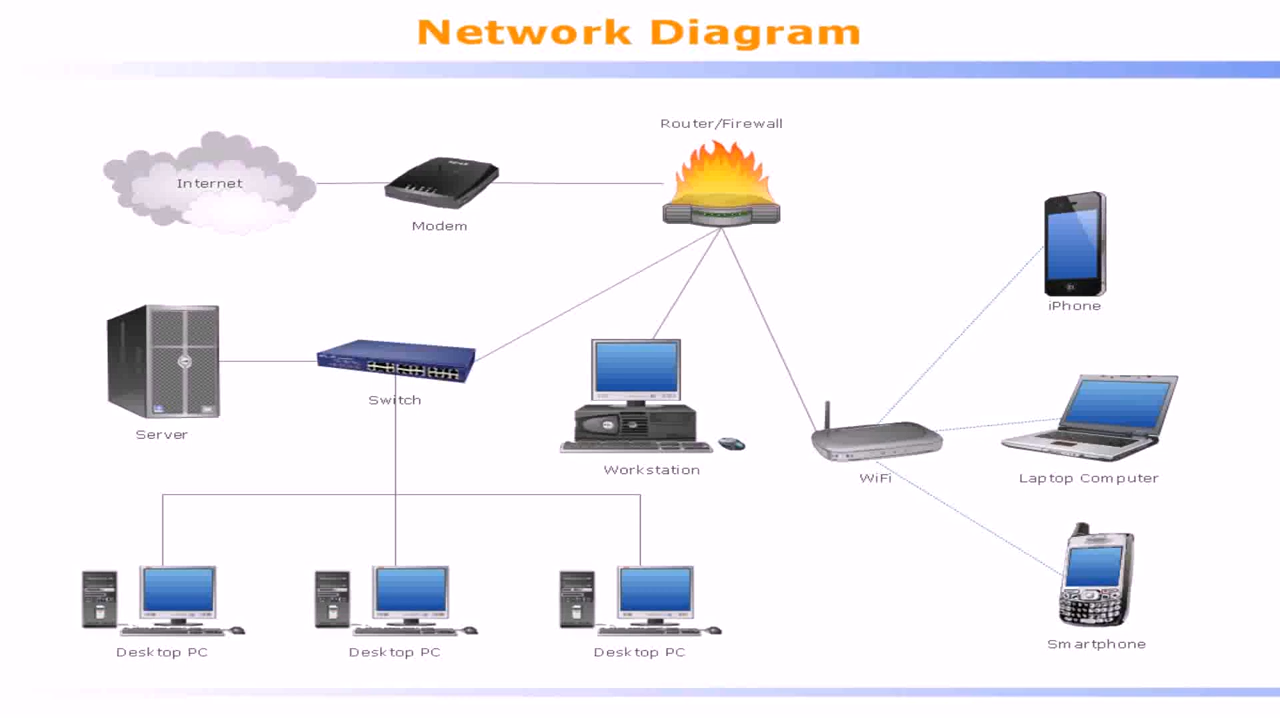 Network Diagram
Router/Firewall
Internet
Modem
iPhone
Switch
Server
Workstation
WiFi
Laptop Computer
Smartphone
Desktop PC
Desktop PC
Desktop PC